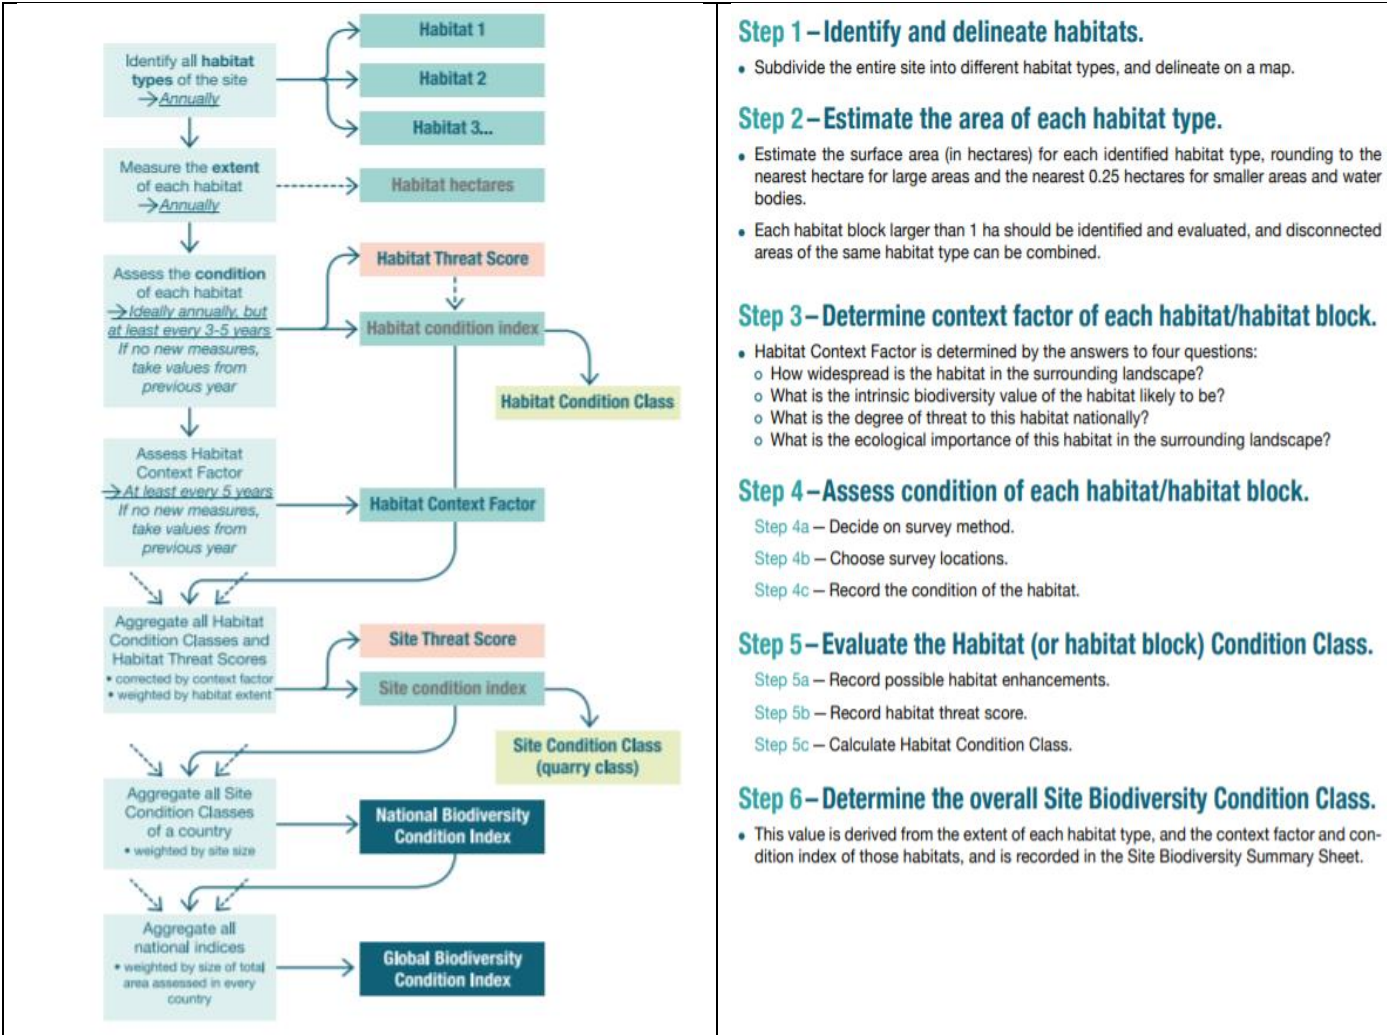 Identify all habitat
types of the site
→Annually
Habitat 1
Habitat 2
Habitat 3...
Measure the extent
of each habitat
→Annually
Habitat hectares
Assess the condition
of each habitat
→Ideally annually, but
at least every 3-5 years
If no new measures,
take values from
previous year
Habitat Threat Score
Habitat condition index
Habitat Condition Class
Assess Habitat
Context Factor
→At least every 5 years
If no new measures,
take values from
previous year
Habitat Context Factor
Aggregate all Habitat
Condition Classes and
Habitat Threat Scores
• corrected by context factor
• weighted by habitat extent
Site Threat Score
Site condition index
Site Condition Class
(quarry class)
Aggregate all Site
Condition Classes
of a country
• weighted by site size
National Biodiversity
Condition Index
Aggregate all
national indices
• weighted by size of total
area assessed in every
country
Global Biodiversity
Condition Index
Step 1 – Identify and delineate habitats.
• Subdivide the entire site into different habitat types, and delineate on a map.
Step 2 – Estimate the area of each habitat type.
• Estimate the surface area (in hectares) for each identified habitat type, rounding to the
nearest hectare for large areas and the nearest 0.25 hectares for smaller areas and water
bodies.
• Each habitat block larger than 1 ha should be identified and evaluated, and disconnected
areas of the same habitat type can be combined.
Step 3 – Determine context factor of each habitat/habitat block.
• Habitat Context Factor is determined by the answers to four questions:
o How widespread is the habitat in the surrounding landscape?
o What is the intrinsic biodiversity value of the habitat likely to be?
o What is the degree of threat to this habitat nationally?
o What is the ecological importance of this habitat in the surrounding landscape?
Step 4 – Assess condition of each habitat/habitat block.
Step 4a — Decide on survey method.
Step 4b — Choose survey locations.
Step 4c — Record the condition of the habitat.
Step 5 – Evaluate the Habitat (or habitat block) Condition Class.
Step 5a — Record possible habitat enhancements.
Step 5b — Record habitat threat score.
Step 5c — Calculate Habitat Condition Class.
Step 6 – Determine the overall Site Biodiversity Condition Class.
• This value is derived from the extent of each habitat type, and the context factor and con-
dition index of those habitats, and is recorded in the Site Biodiversity Summary Sheet.